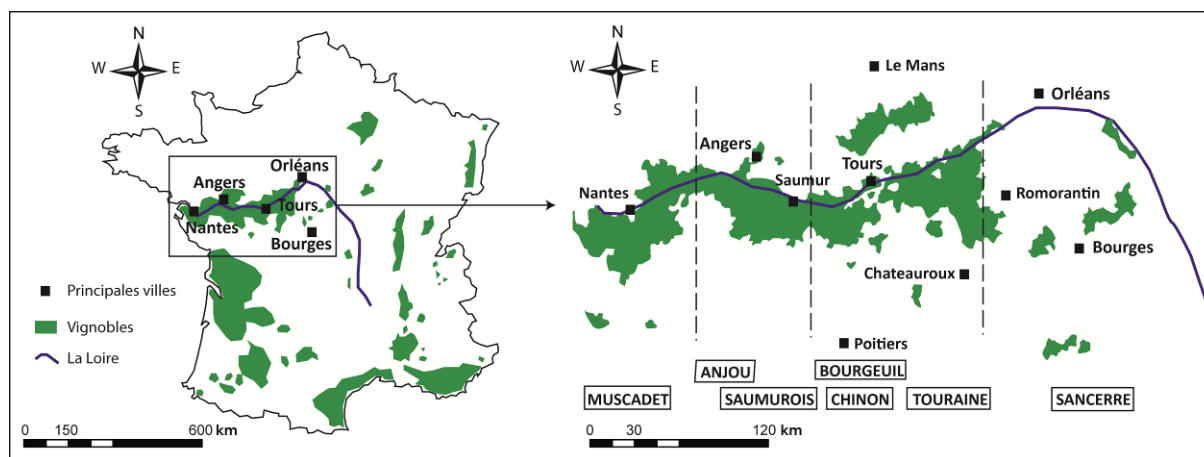 N
W E
S
Orléans
Angers
Tours
Nantes
Bourges
Principales villes
Vignobles
La Loire
0 150 600 km
N
W E
S
Le Mans
Orléans
Angers
Tours
Saumur
Nantes
Romorantin
Bourges
Chateauroux
Poitiers
ANJOU
BOURGEUIL
MUSCADET
SAUMUROIS
CHINON
TOURAINE
SANCERRE
0 30 120 km